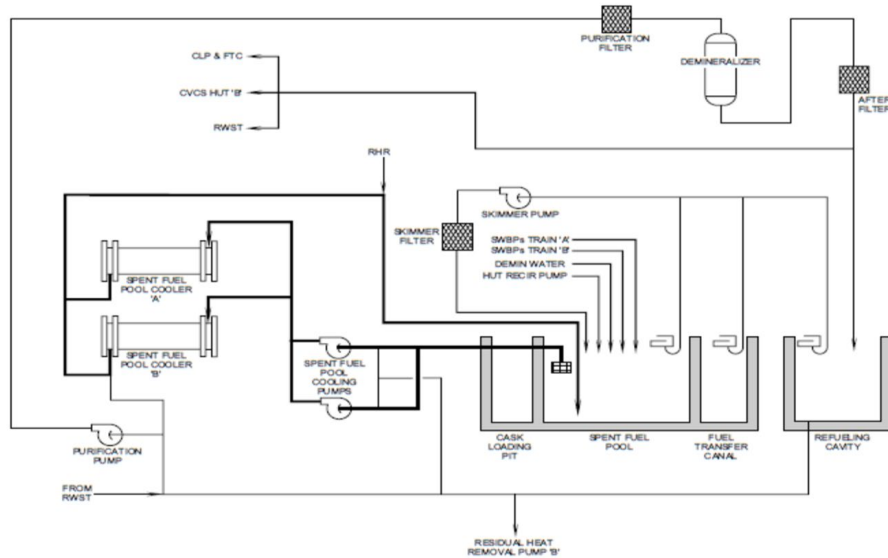 PURIFICATION
FILTER
DEMINERALIZER
AFTER
FILTER
CLP & FTC
CVCS HUT 'B'
RWST
RHR
SKIMMER PUMP
SKIMMER
FILTER
SWBPs TRAIN 'A'
SWBPs TRAIN 'B'
DEMIN WATER
HUT RECIR PUMP
SPENT FUEL
POOL COOLER
'A'
SPENT FUEL
POOL COOLER
'B'
SPENT FUEL
POOL
COOLING
PUMPS
PURIFICATION
PUMP
CASK
LOADING
PIT
SPENT FUEL
POOL
FUEL
TRANSFER
CANAL
REFUELING
CAVITY
FROM
RWST
RESIDUAL HEAT
REMOVAL PUMP 'B'